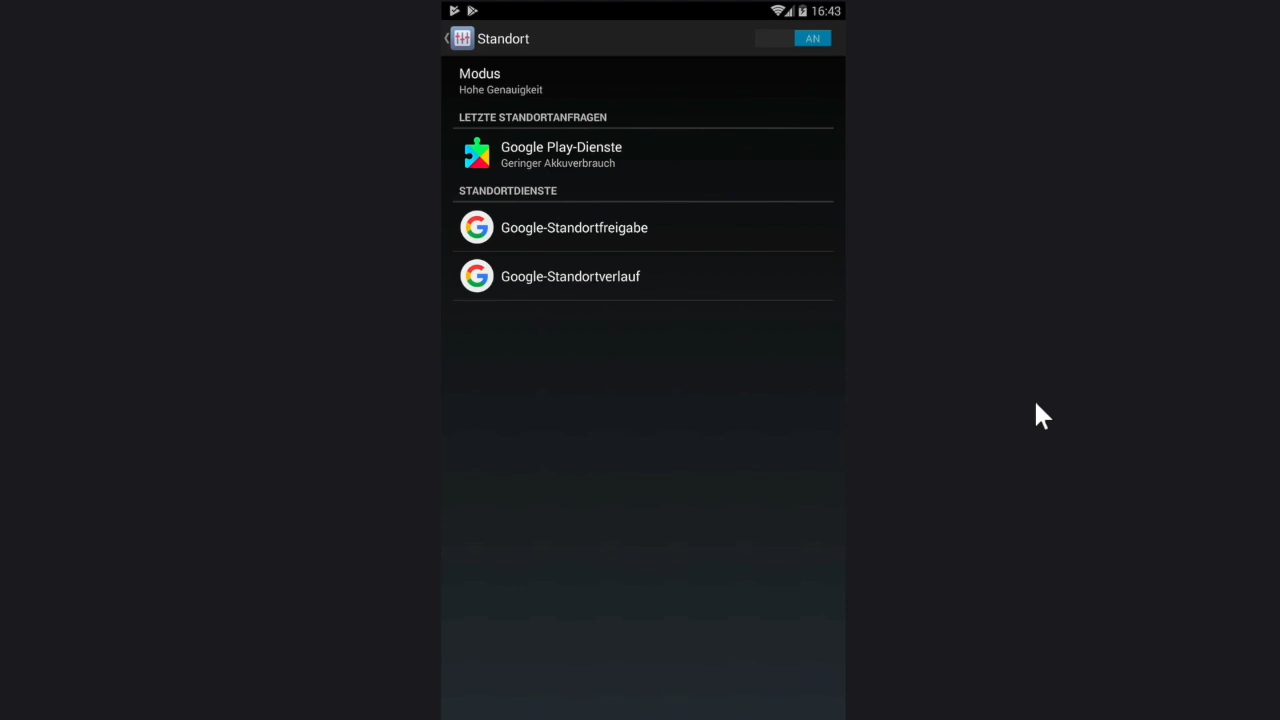 16:43
Standort
AN
Modus
Hohe Genauigkeit
LETZTE STANDORTANFRAGEN
Google Play-Dienste
Geringer Akkuverbrauch
STANDORTDIENSTE
Google-Standortfreigabe
Google-Standortverlauf